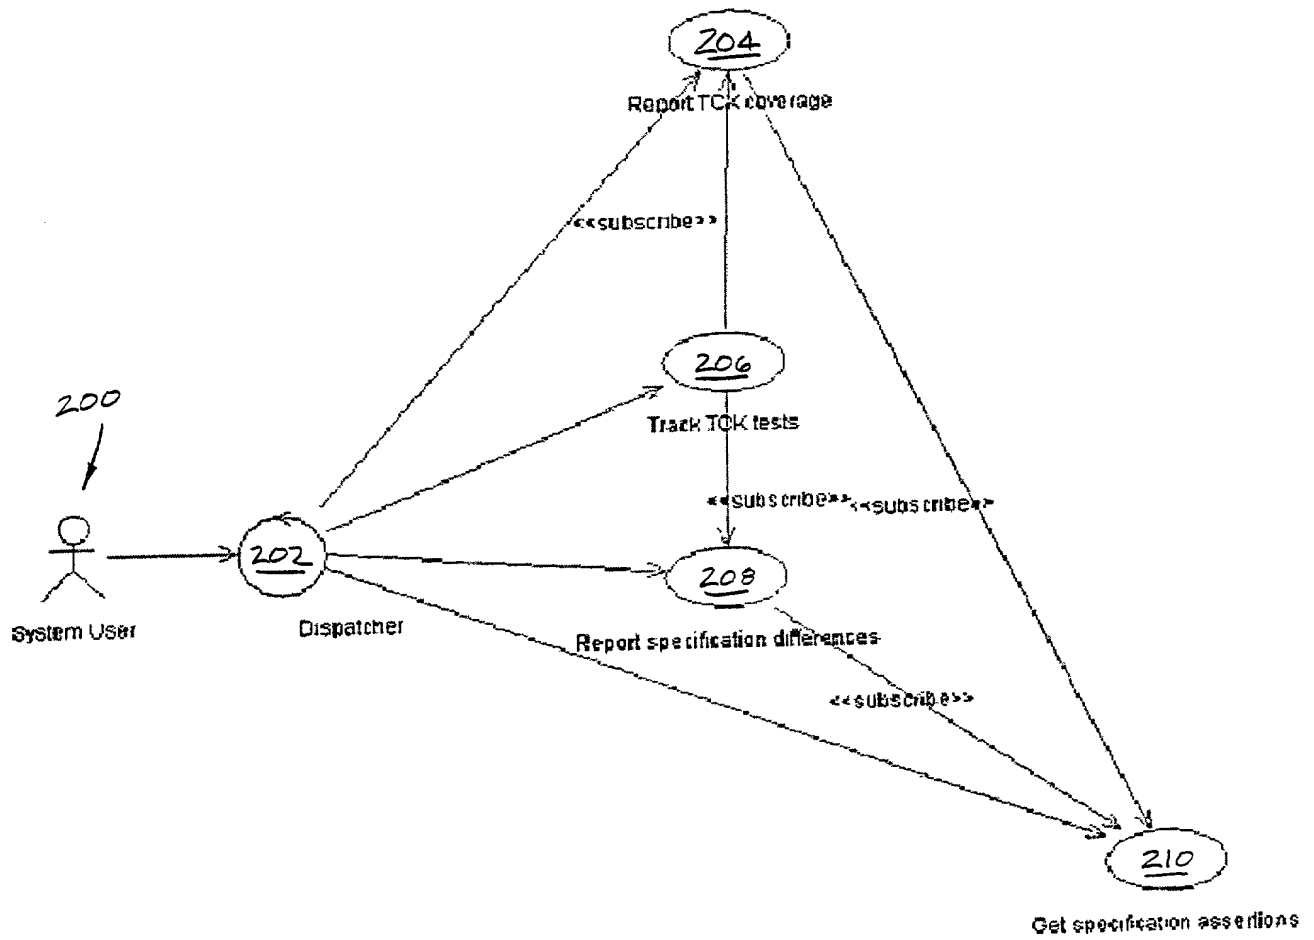 204
Report TCK coverage
<<subscribe>>
206
Track TCK tests
200
<<subscribe>>
<<subscribe>>
202
208
System User
Dispatcher
Report specification differences
<<subscribe>>
210
Get specification assertions